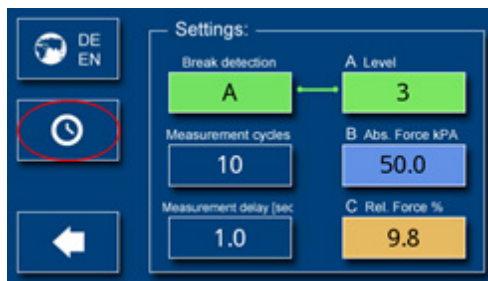 DE
EN
Settings:
Break detection
A Level
A
3
Measurement cycles
B Abs. Force kPA
10
50.0
Measurement delay [sec
C Rel. Force %
1.0
9.8